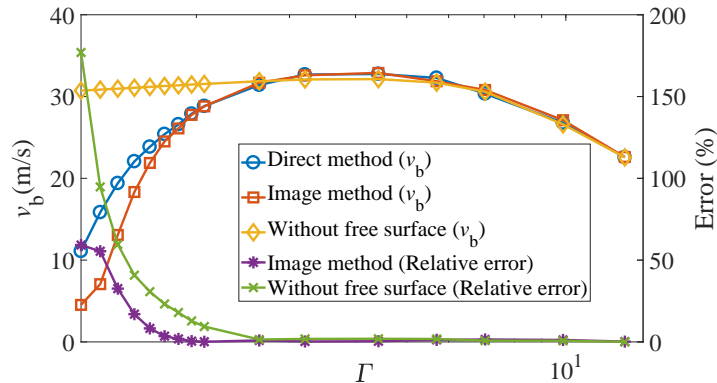 40
30
20
10
0
v_b(m/s)
200
150
100
50
0
Error (%)
Direct method (v_b)
Image method (v_b)
Without free surface (v_b)
Image method (Relative error)
Without free surface (Relative error)
Γ
10^1